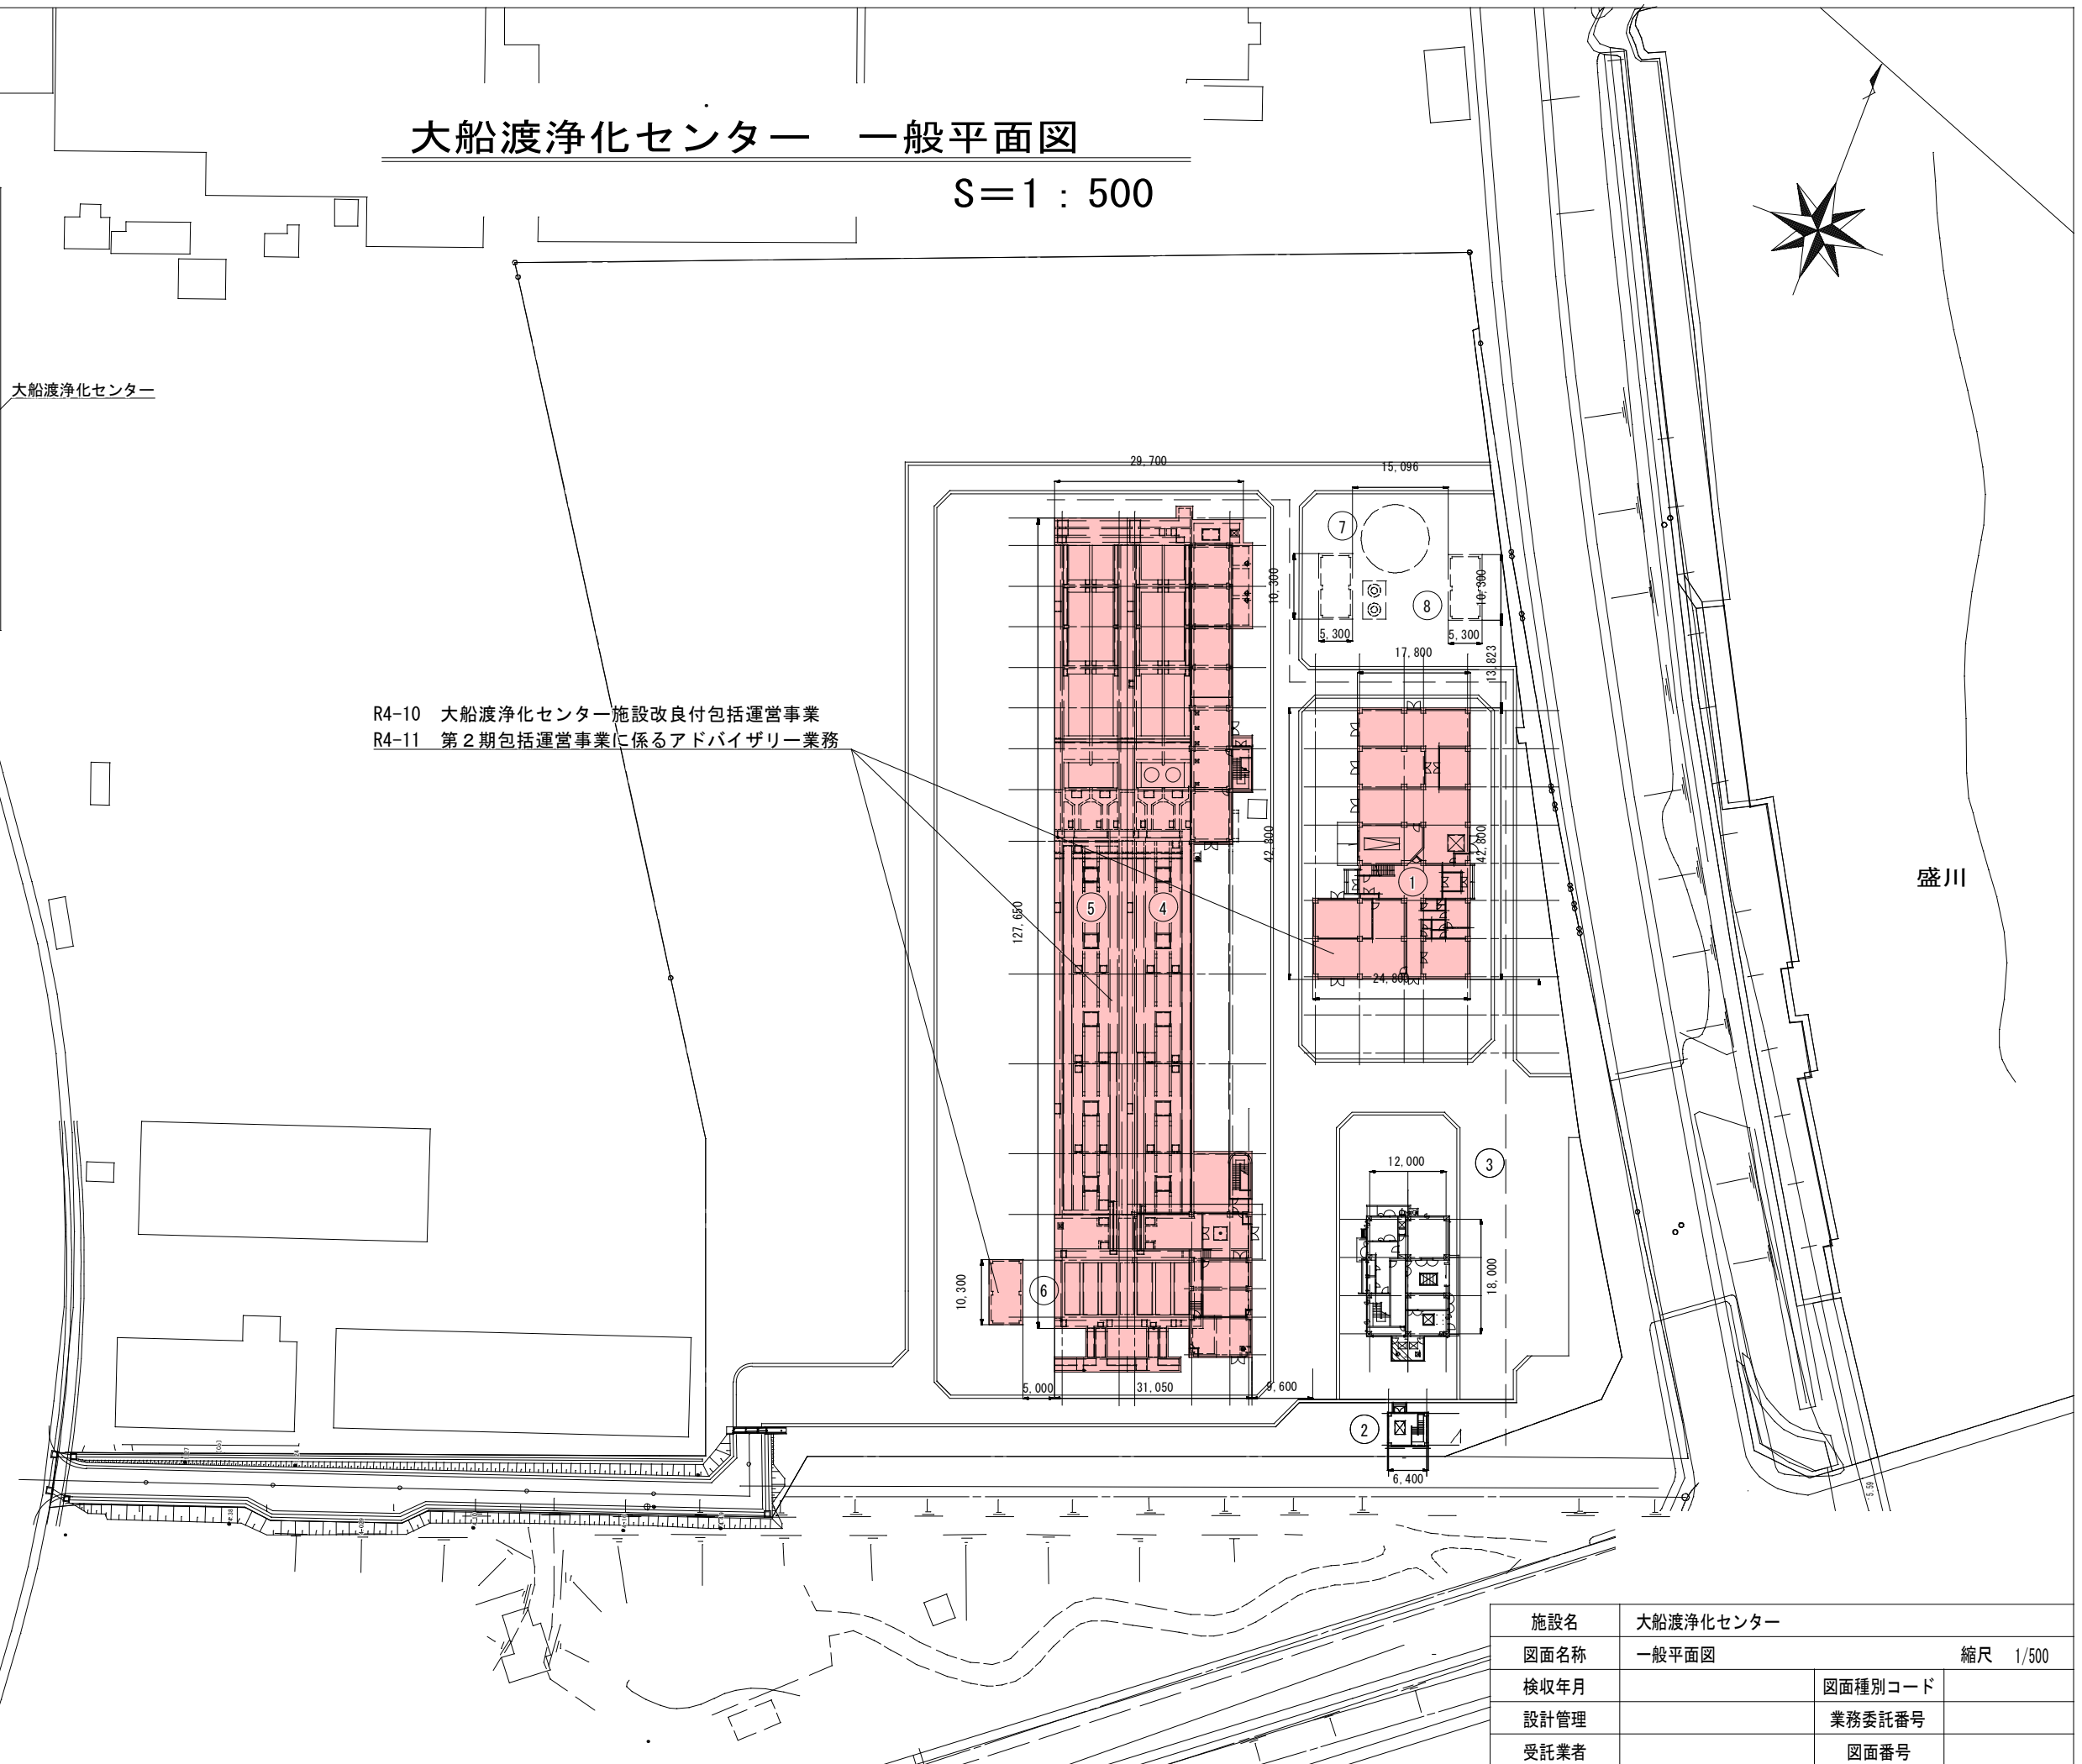 大船渡浄化センター　一般平面図
S＝1：500
大船渡浄化センター
29,700
15,096
7
10,300
10,300
8
5,300
5,300
17,800
13,823
R4-10　大船渡浄化センター施設改良付包括運営事業
R4-11　第２期包括運営事業に係るアドバイザリー業務
42,800
42,800
盛川
1
5
4
127,650
24,800
3
12,000
18,000
10,300
6
5,000
31,050
9,600
2
6,400
5.59
施設名　大船渡浄化センター
図面名称　一般平面図　縮尺　1/500
検収年月　図面種別コード
設計管理　業務委託番号
受託業者　図面番号